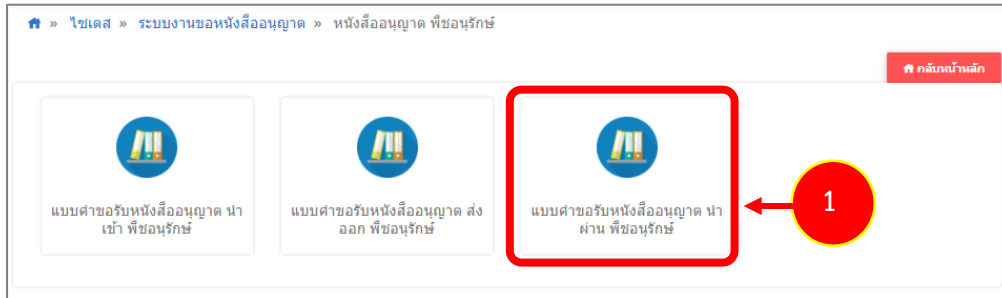 » ไซเตส » ระบบงานขอหนังสืออนุญาต » หนังสืออนุญาต พืชอนุรักษ์
กลับหน้าหลัก
แบบคำขอรับหนังสืออนุญาต นำ
เข้า พืชอนุรักษ์
แบบคำขอรับหนังสืออนุญาต ส่ง
ออก พืชอนุรักษ์
แบบคำขอรับหนังสืออนุญาต นำ
ผ่าน พืชอนุรักษ์
1